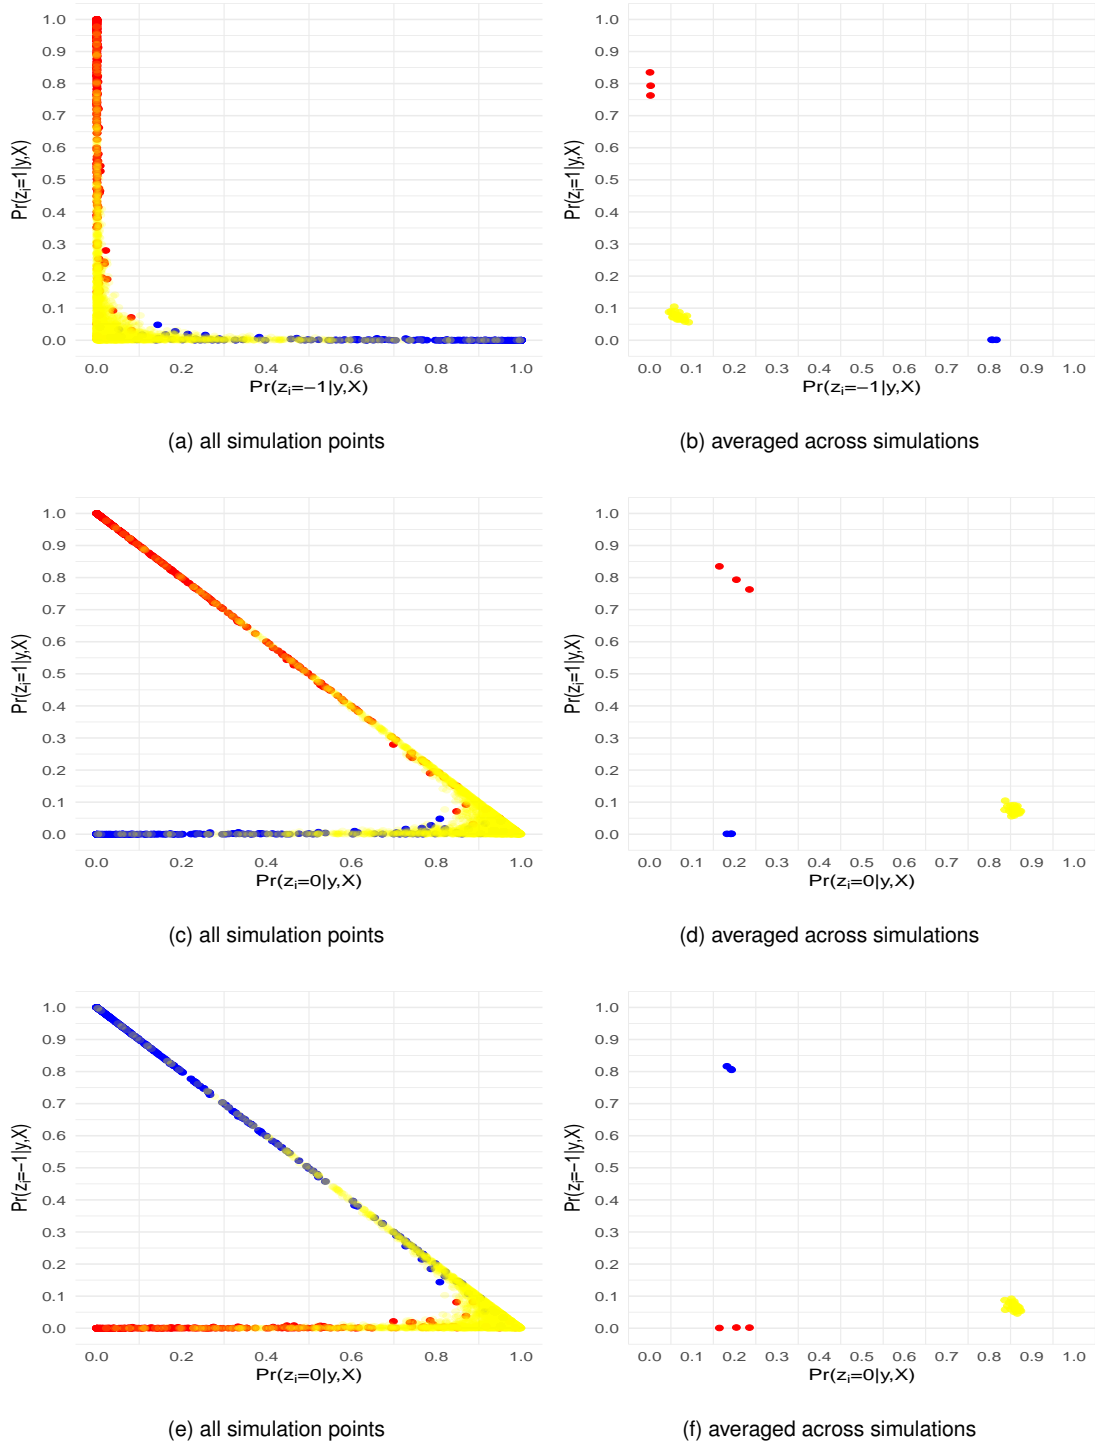 1.0
0.9
0.8
0.7
0.6
0.5
0.4
0.3
0.2
0.1
0.0
Pr(zi=1|y,X)
0.0 0.2 0.4 0.6 0.8 1.0
Pr(zi=−1|y,X)
(a) all simulation points
1.0
0.9
0.8
0.7
0.6
0.5
0.4
0.3
0.2
0.1
0.0
Pr(zi=1|y,X)
0.0 0.1 0.2 0.3 0.4 0.5 0.6 0.7 0.8 0.9 1.0
Pr(zi=−1|y,X)
(b) averaged across simulations
1.0
0.9
0.8
0.7
0.6
0.5
0.4
0.3
0.2
0.1
0.0
Pr(zi=1|y,X)
0.0 0.2 0.4 0.6 0.8 1.0
Pr(zi=0|y,X)
(c) all simulation points
1.0
0.9
0.8
0.7
0.6
0.5
0.4
0.3
0.2
0.1
0.0
Pr(zi=1|y,X)
0.0 0.1 0.2 0.3 0.4 0.5 0.6 0.7 0.8 0.9 1.0
Pr(zi=0|y,X)
(d) averaged across simulations
1.0
0.9
0.8
0.7
0.6
0.5
0.4
0.3
0.2
0.1
0.0
Pr(zi=−1|y,X)
0.0 0.2 0.4 0.6 0.8 1.0
Pr(zi=0|y,X)
(e) all simulation points
1.0
0.9
0.8
0.7
0.6
0.5
0.4
0.3
0.2
0.1
0.0
Pr(zi=−1|y,X)
0.0 0.1 0.2 0.3 0.4 0.5 0.6 0.7 0.8 0.9 1.0
Pr(zi=0|y,X)
(f) averaged across simulations